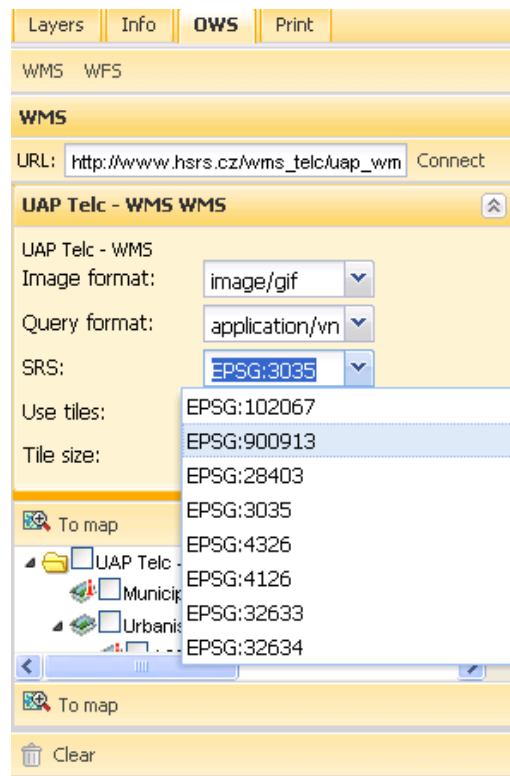 Layers Info OWS Print
WMS WFS
WMS
URL: http://www.hsrs.cz/wms_telc/uap_wm Connect
UAP Telc - WMS WMS
UAP Telc - WMS
Image format: image/gif
Query format: application/vn
SRS: EPSG:3035
Use tiles:
EPSG:102067
EPSG:900913
Tile size:
EPSG:28403
EPSG:3035
EPSG:4326
EPSG:4126
EPSG:32633
EPSG:32634
To map
UAP Telc -
Municip
Urbanis
To map
Clear